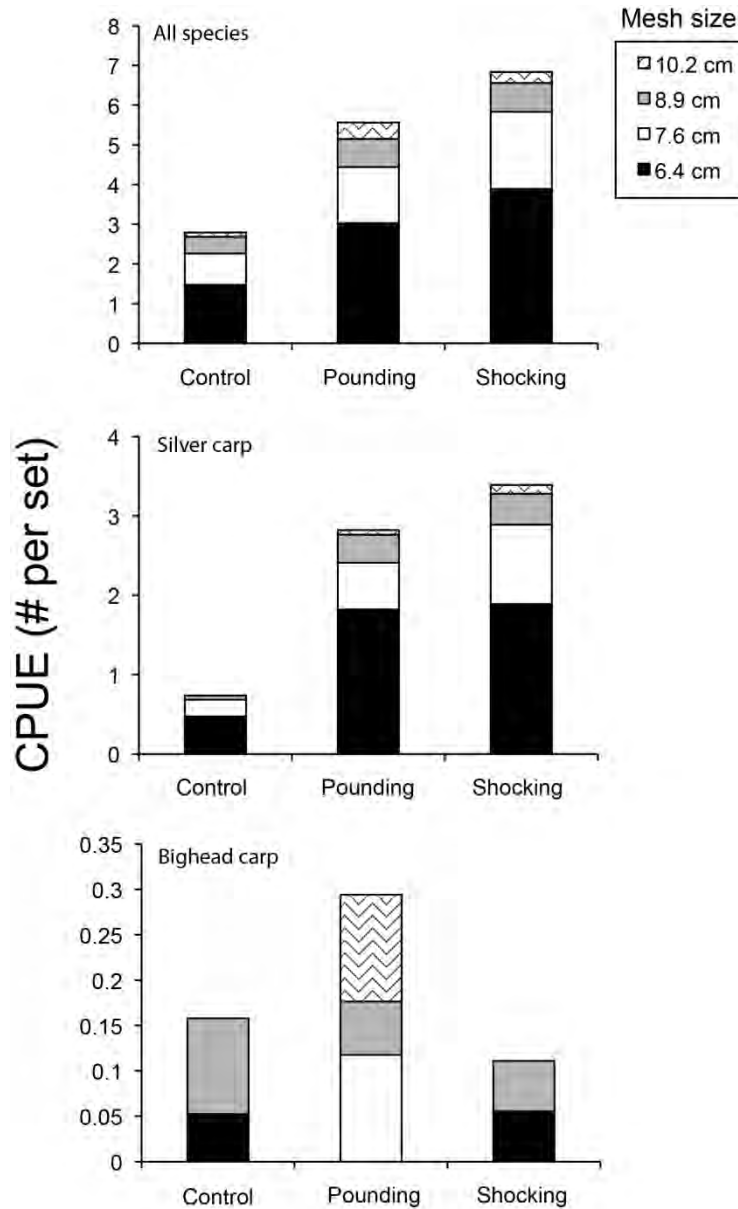 Mesh size
10.2 cm
8.9 cm
7.6 cm
6.4 cm
CPUE (# per set)
All species
8
7
6
5
4
3
2
1
0
Control Pounding Shocking
Silver carp
4
3
2
1
0
Control Pounding Shocking
Bighead carp
0.35
0.3
0.25
0.2
0.15
0.1
0.05
0
Control Pounding Shocking